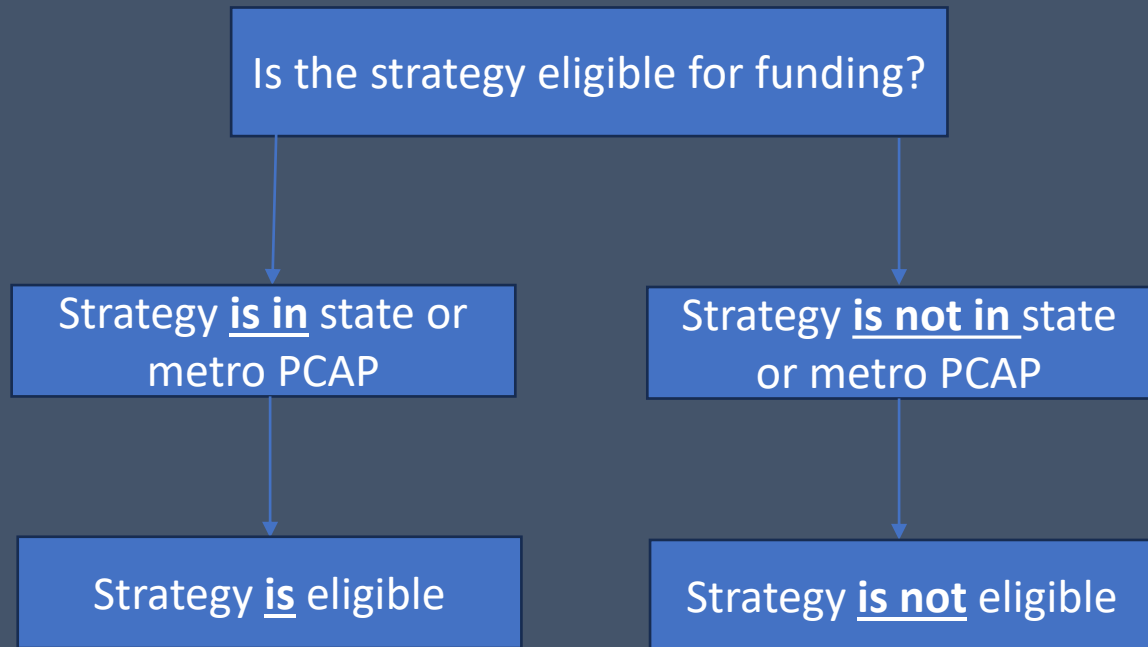 Is the strategy eligible for funding?
Strategy is in state or
metro PCAP
Strategy is not in state
or metro PCAP
Strategy is eligible
Strategy is not eligible